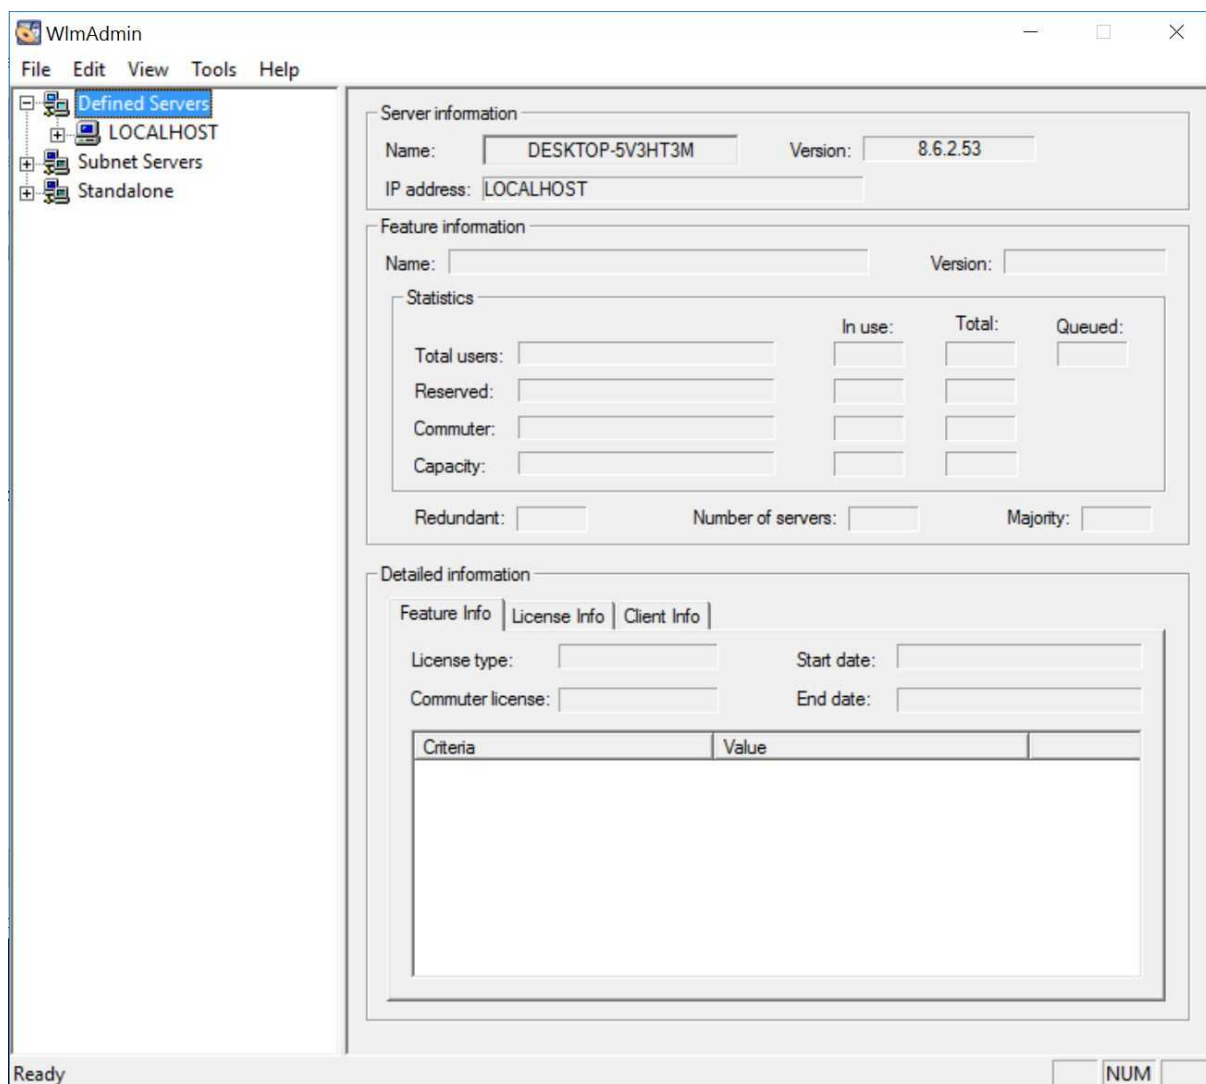 WlmAdmin
File Edit View Tools Help
Defined Servers
LOCALHOST
Subnet Servers
Standalone
Server information
Name: DESKTOP-5V3HT3M Version: 8.6.2.53
IP address: LOCALHOST
Feature information
Name: Version:
Statistics
In use: Total: Queued:
Total users:
Reserved:
Commuter:
Capacity:
Redundant: Number of servers: Majority:
Detailed information
Feature Info License Info Client Info
License type: Start date:
Commuter license: End date:
Criteria Value
Ready NUM